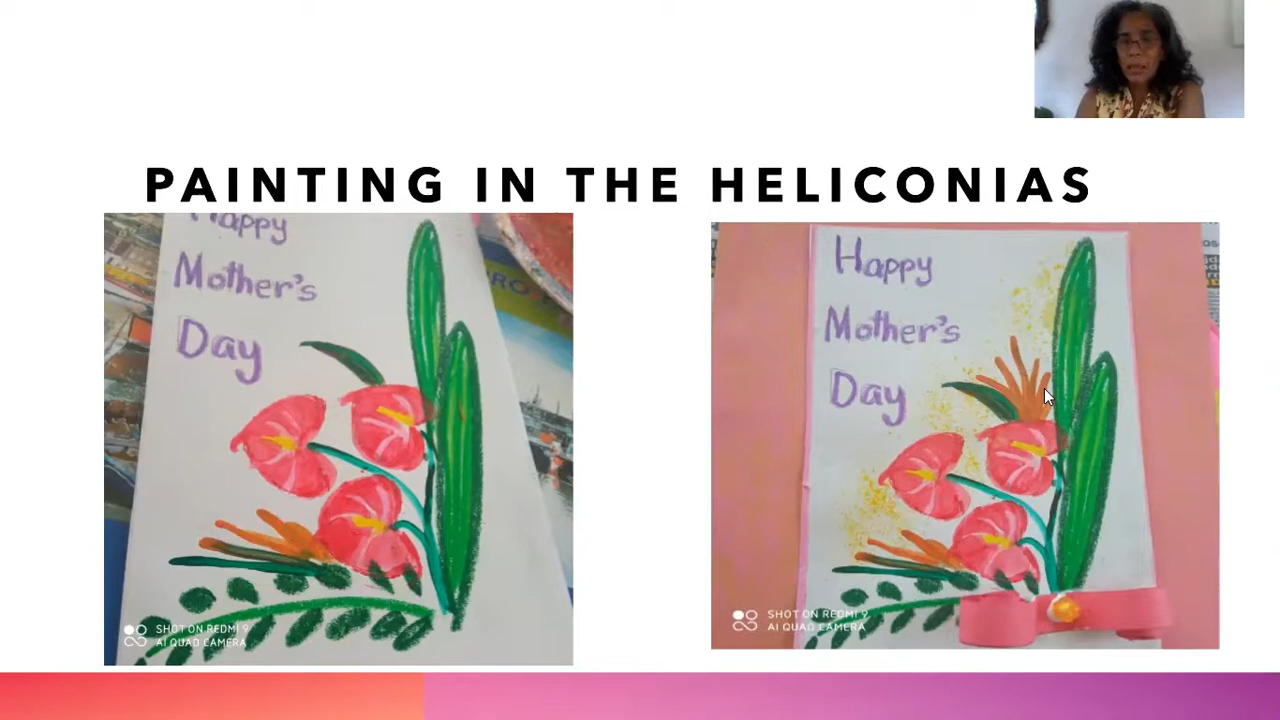 PAINTING IN THE HELICONIAS
Happy
Mother's
Day
SHOT ON REDMI 9
AI QUAD CAMERA
Happy
Mother's
Day
SHOT ON REDMI 9
AI QUAD CAMERA